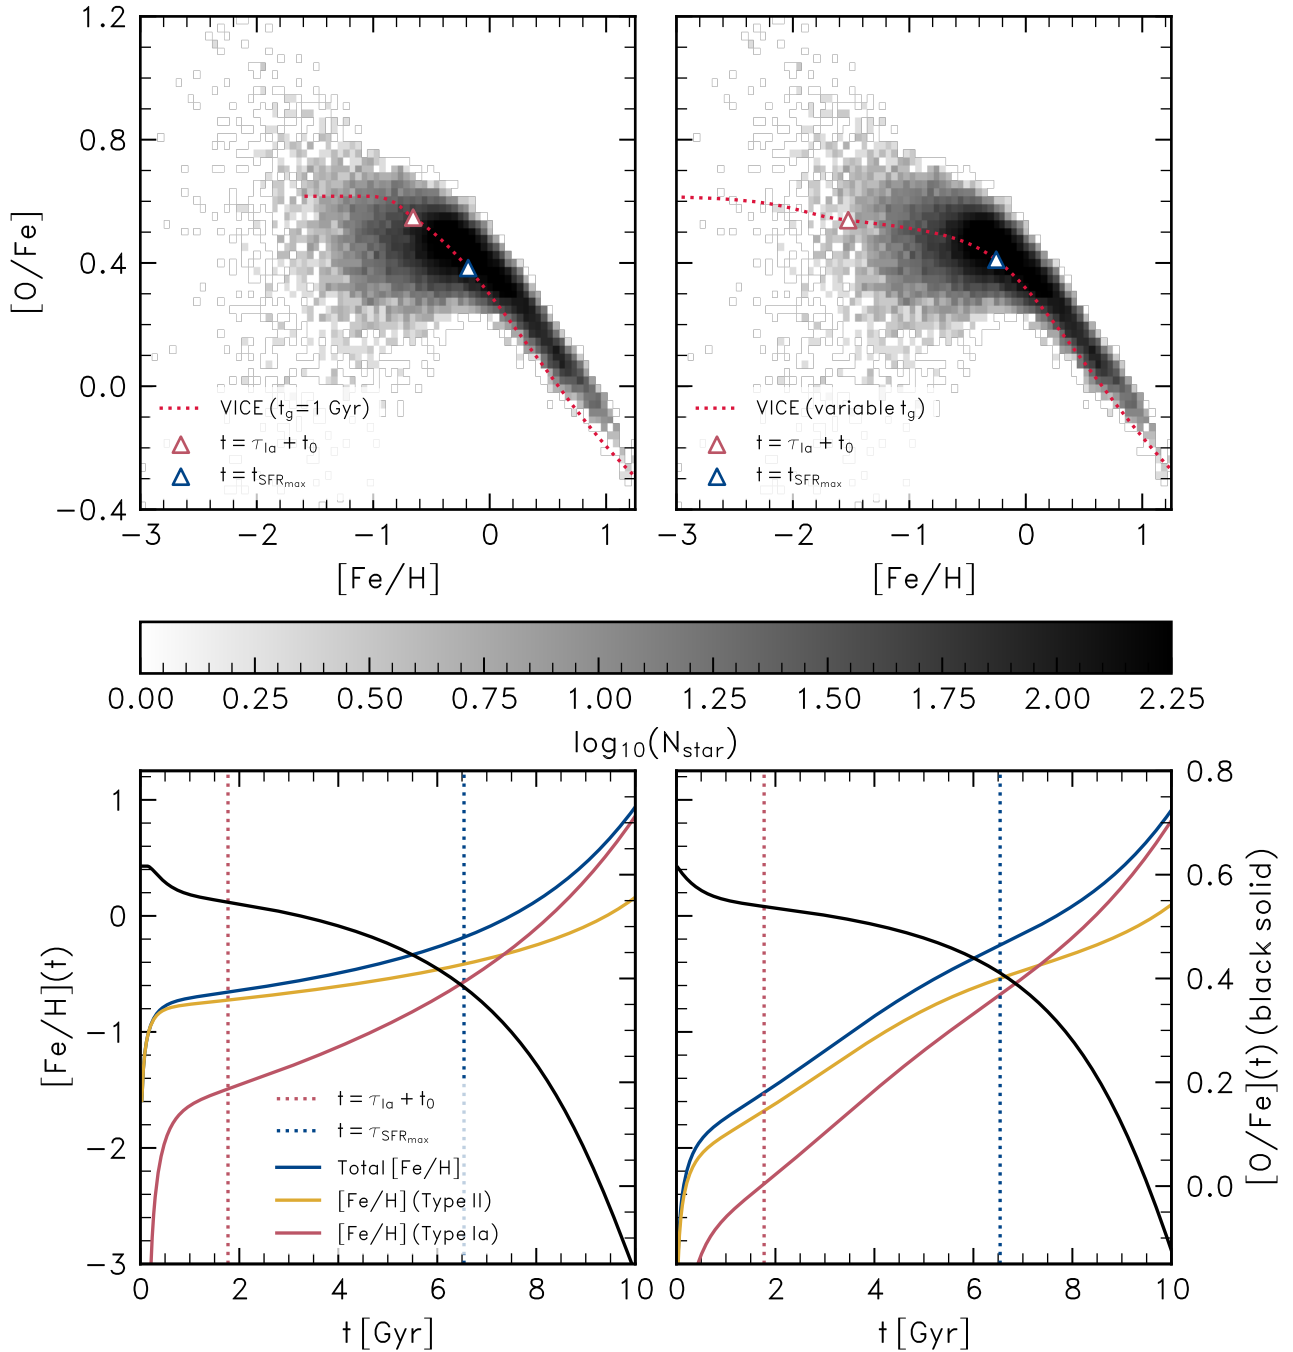 1.2
0.8
0.4
0.0
−0.4
[O/Fe]
VICE (t_g=1 Gyr)
t = τ_Ia + t_0
t = t_SFR_max
−3 −2 −1 0 1
[Fe/H]
VICE (variable t_g)
t = τ_Ia + t_0
t = t_SFR_max
−3 −2 −1 0 1
[Fe/H]
0.00 0.25 0.50 0.75 1.00 1.25 1.50 1.75 2.00 2.25
log_10(N_star)
1
0
−1
−2
−3
[Fe/H](t)
t = τ_Ia + t_0
t = τ_SFR_max
Total [Fe/H]
[Fe/H] (Type II)
[Fe/H] (Type Ia)
0 2 4 6 8 10
t [Gyr]
0.8
0.6
0.4
0.2
0.0
[O/Fe](t) (black solid)
0 2 4 6 8 10
t [Gyr]